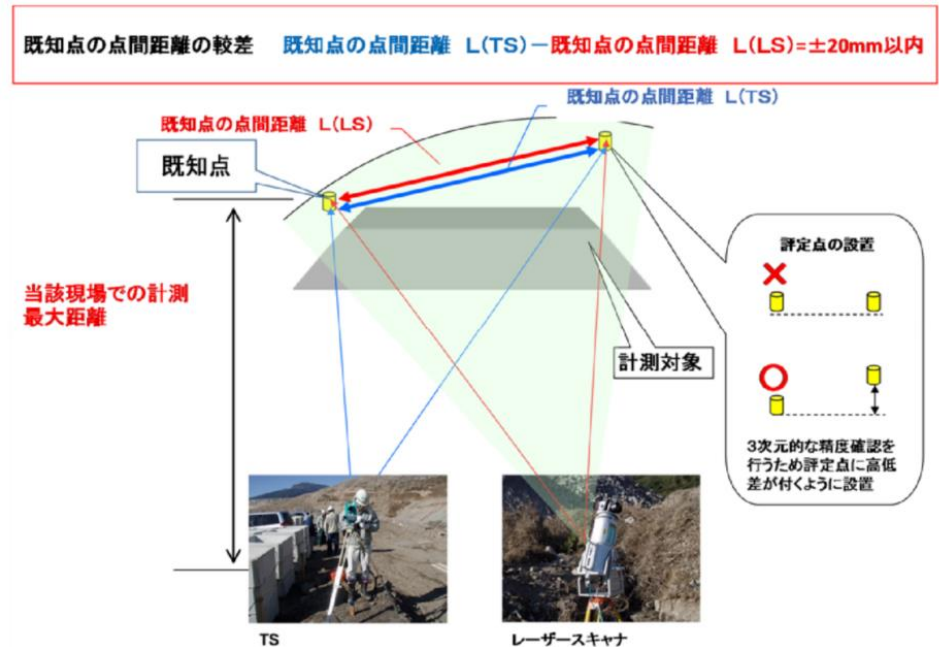 既知点の点間距離の較差 既知点の点間距離 L(TS)－既知点の点間距離 L(LS)=±20mm以内
既知点の点間距離 L(TS)
既知点の点間距離 L(LS)
既知点
評定点の設置
当該現場での計測
最大距離
計測対象
3次元的な精度確認を
行うため評定点に高低
差が付くように設置
TS
レーザースキャナ